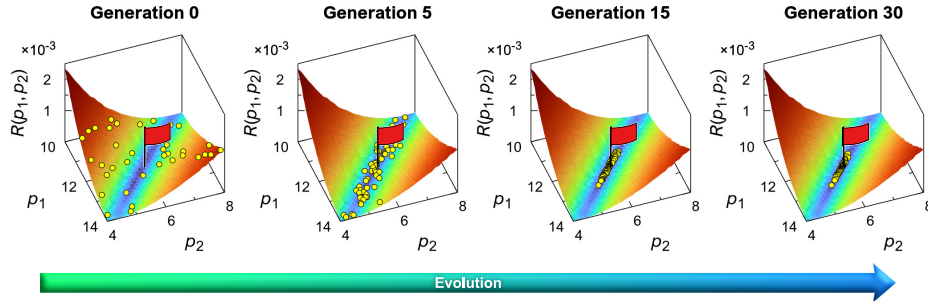 Generation 0 Generation 5 Generation 15 Generation 30
×10⁻³ ×10⁻³ ×10⁻³ ×10⁻³
R(p₁, p₂) 2 1 R(p₁, p₂) 2 1 R(p₁, p₂) 2 1 R(p₁, p₂) 2 1
10 10 10 10
12 12 12 12
p₁ p₁ p₁ p₁
14 14 14 14
4 6 8 4 6 8 4 6 8 4 6 8
p₂ p₂ p₂ p₂
Evolution